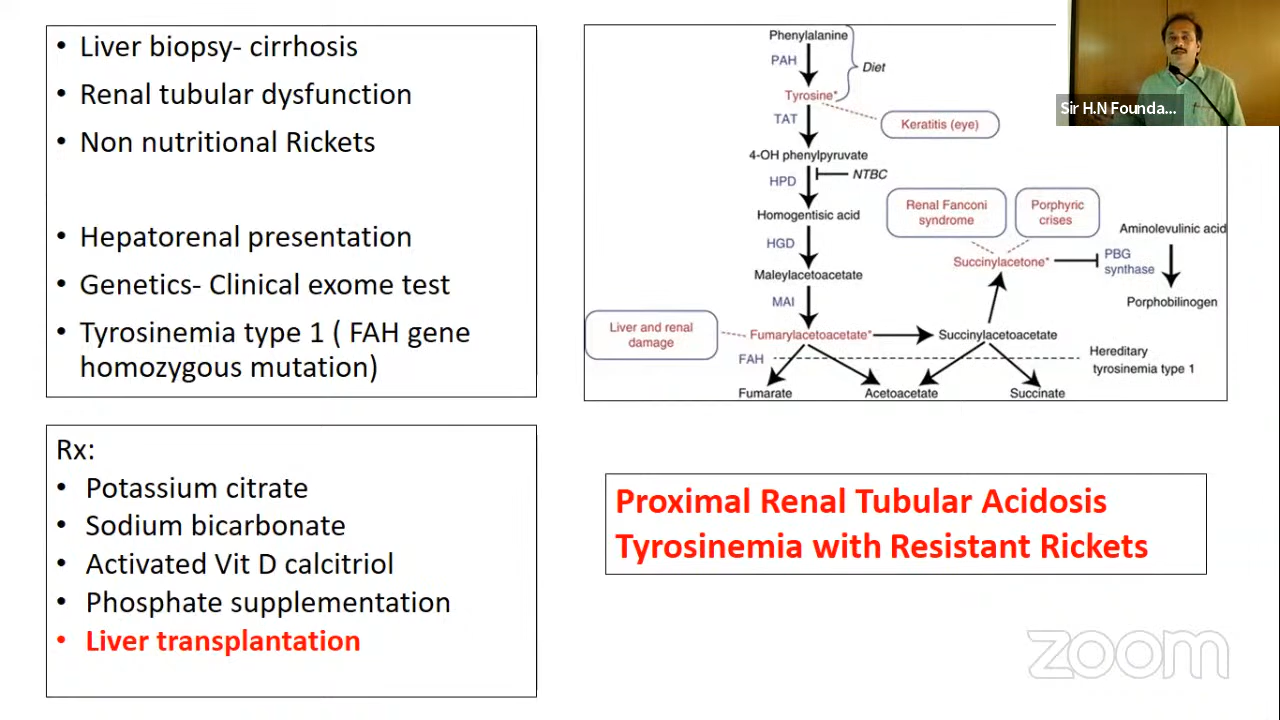 • Liver biopsy- cirrhosis
• Renal tubular dysfunction
• Non nutritional Rickets
• Hepatorenal presentation
• Genetics- Clinical exome test
• Tyrosinemia type 1 ( FAH gene
homozygous mutation)
Rx:
• Potassium citrate
• Sodium bicarbonate
• Activated Vit D calcitriol
• Phosphate supplementation
• Liver transplantation
Phenylalanine
PAH
Diet
Tyrosine*
TAT
Keratitis (eye)
4-OH phenylpyruvate
HPD
NTBC
Homogentisic acid
Renal Fanconi
syndrome
Porphyric
crises
HGD
Aminolevulinic acid
Maleylacetoacetate
Succinylacetone*
PBG
synthase
MAI
Porphobilinogen
Liver and renal
damage
Fumarylacetoacetate*
Succinylacetoacetate
FAH
Hereditary
tyrosinemia type 1
Fumarate
Acetoacetate
Succinate
Proximal Renal Tubular Acidosis
Tyrosinemia with Resistant Rickets
Sir H.N Founda...
zoom